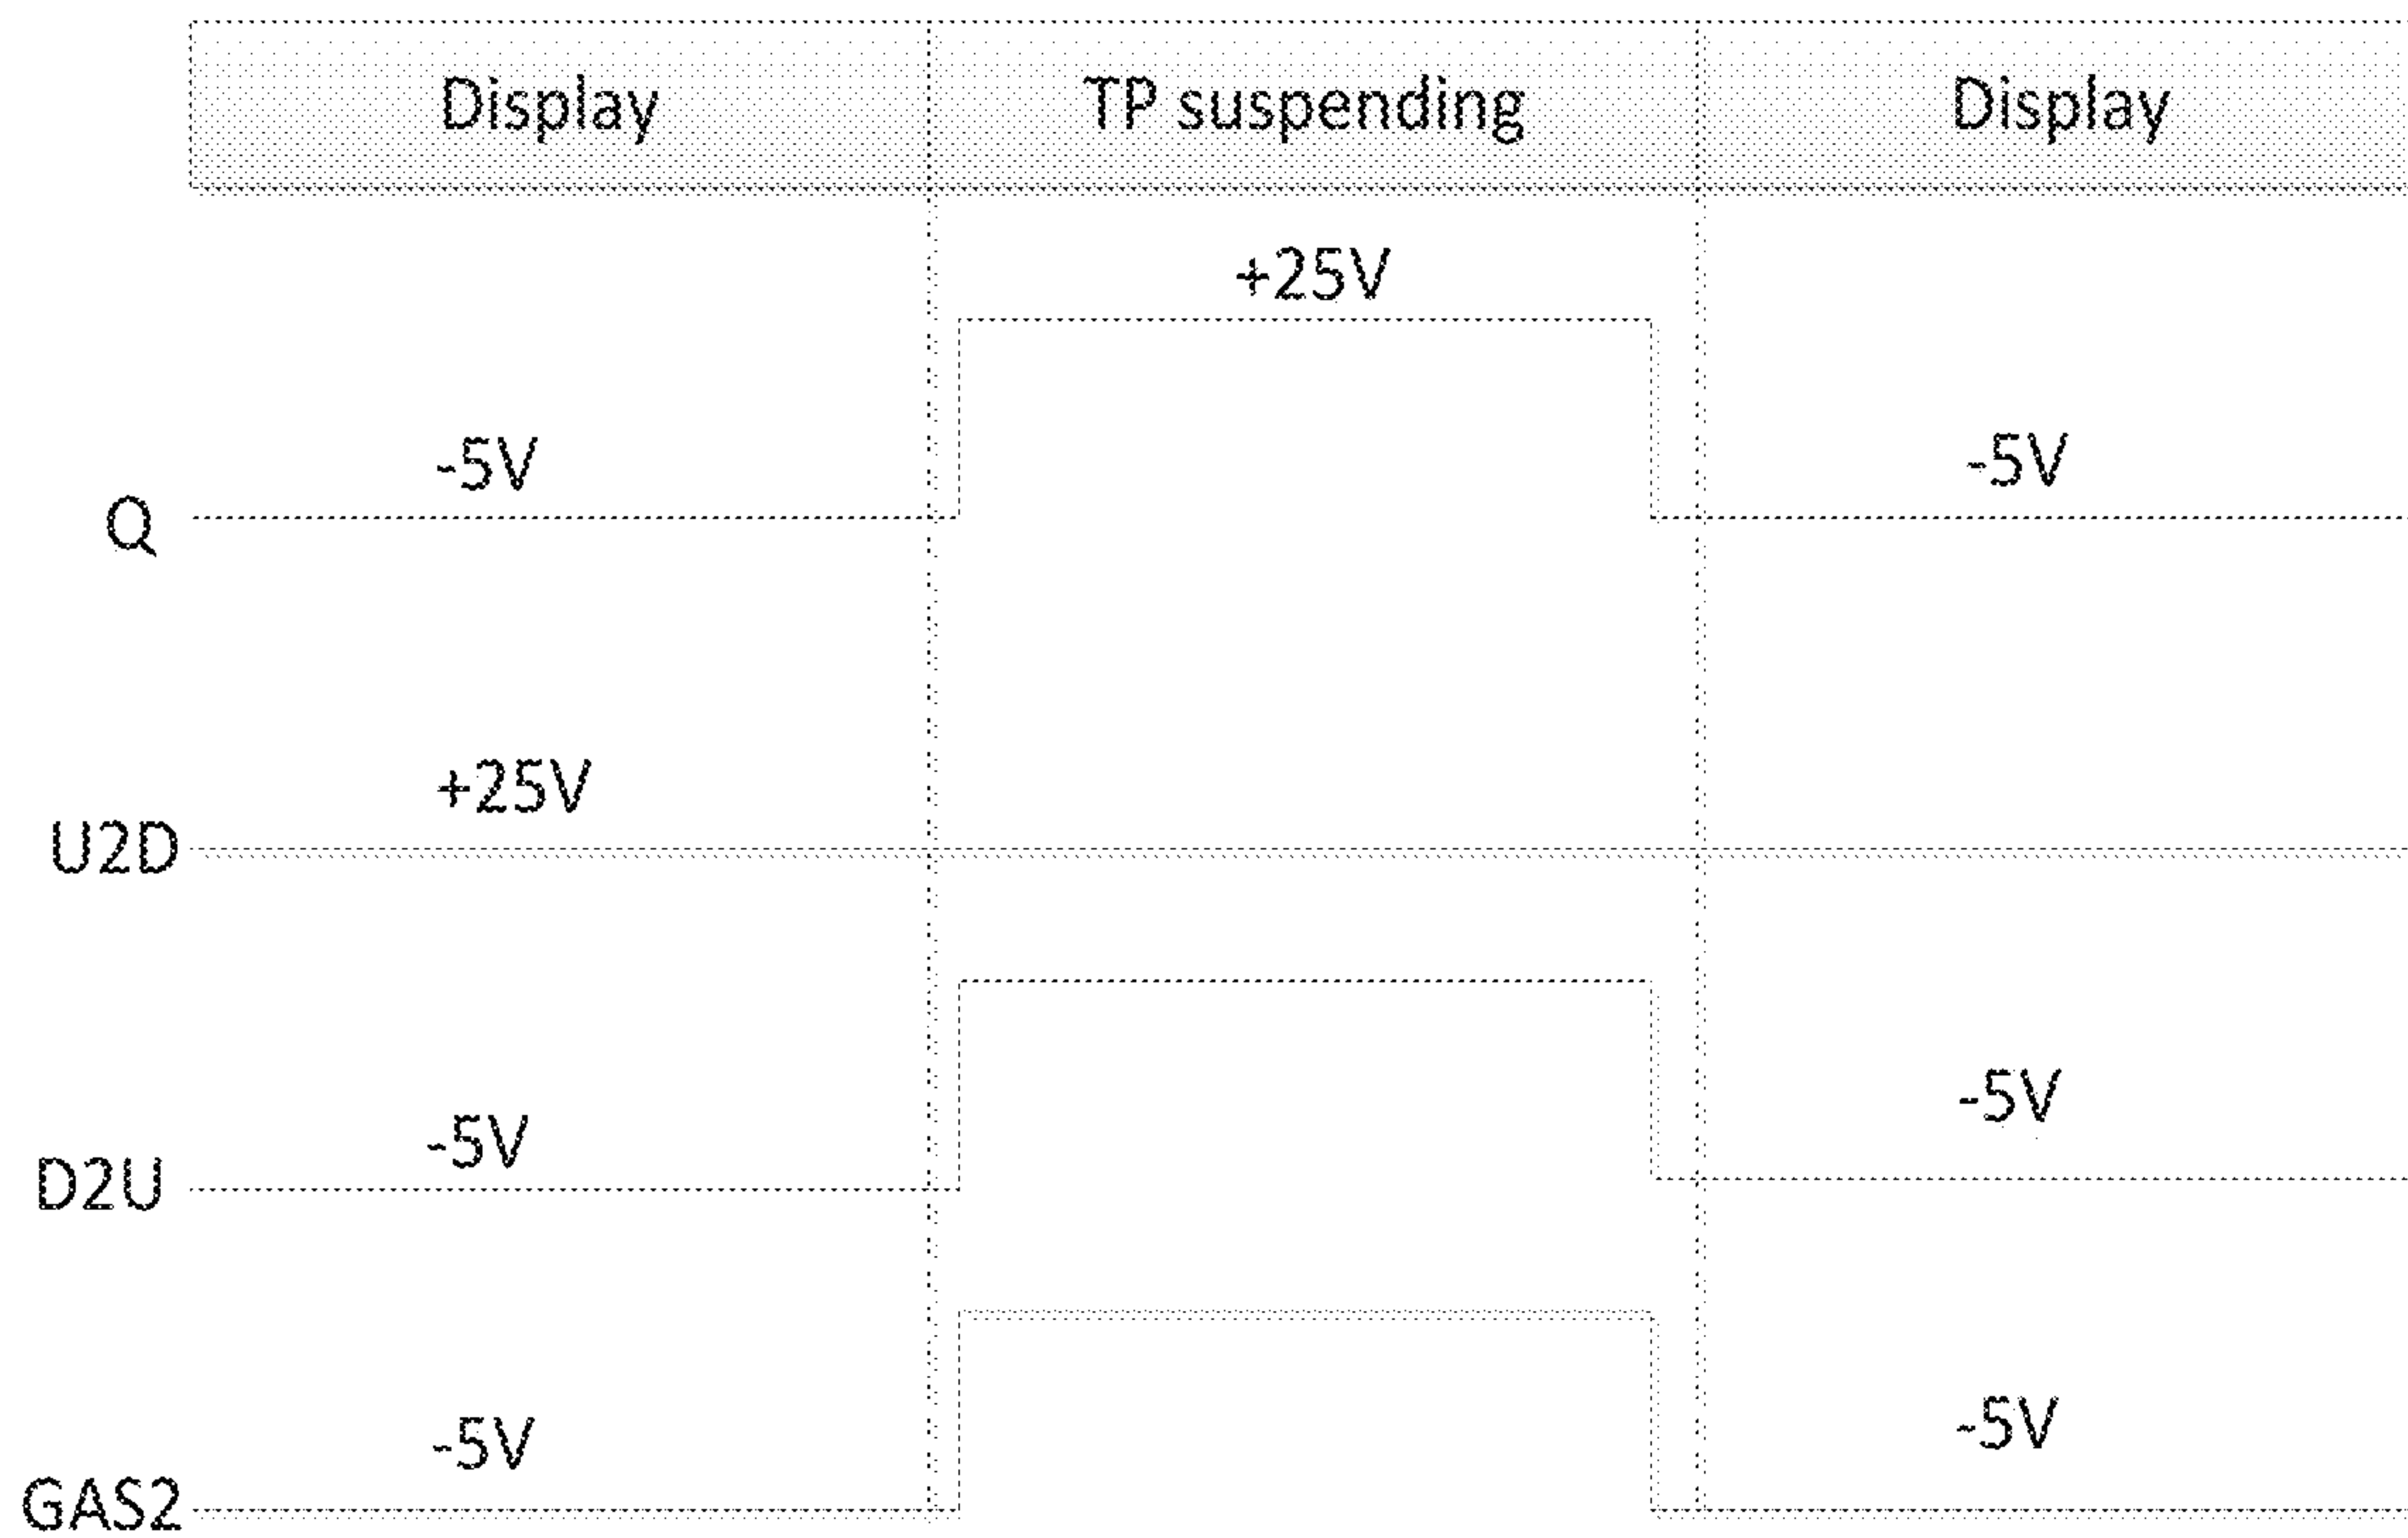 Display TP suspending Display
+25V
-5V -5V
Q
+25V
U2D
-5V
-5V
D2U
-5V
-5V
GAS2